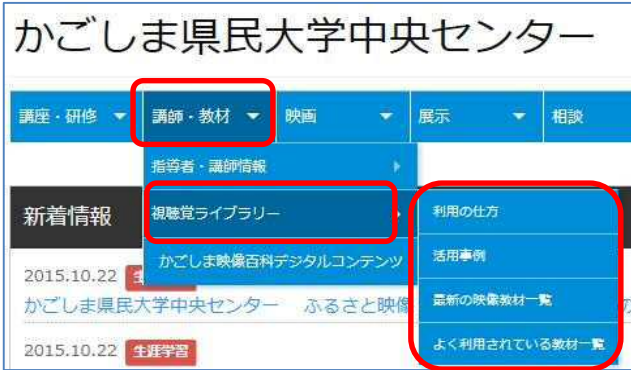 かごしま県民大学中央センター
講座・研修 講師・教材 映画 展示 相談
指導者・講師情報
新着情報 視聴覚ライブラリー 利用の仕方
かごしま映像百科デジタルコンテンツ 活用事例
2015.10.22
かごしま県民大学中央センター ふるさと映像 最新の映像教材一覧 の
2015.10.22 生涯学習 よく利用されている教材一覧